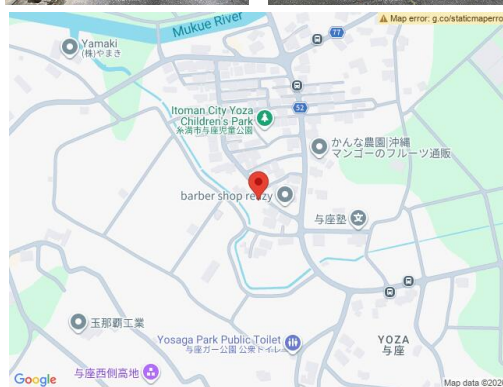 Map error: g.co/staticmaperro
Mukue River
77
Yamaki
(株)やまき
52
Itoman City Yoza
Children's Park
糸満市与座児童公園
かんな農園|沖縄
マンゴーのフルーツ通販
barber shop re
zy
与座塾
玉那覇工業
Yosaga Park Public Toilet
与座ガー公園 公衆トイレ...
YOZA
与座
与座西側高地
Google
Map data ©202